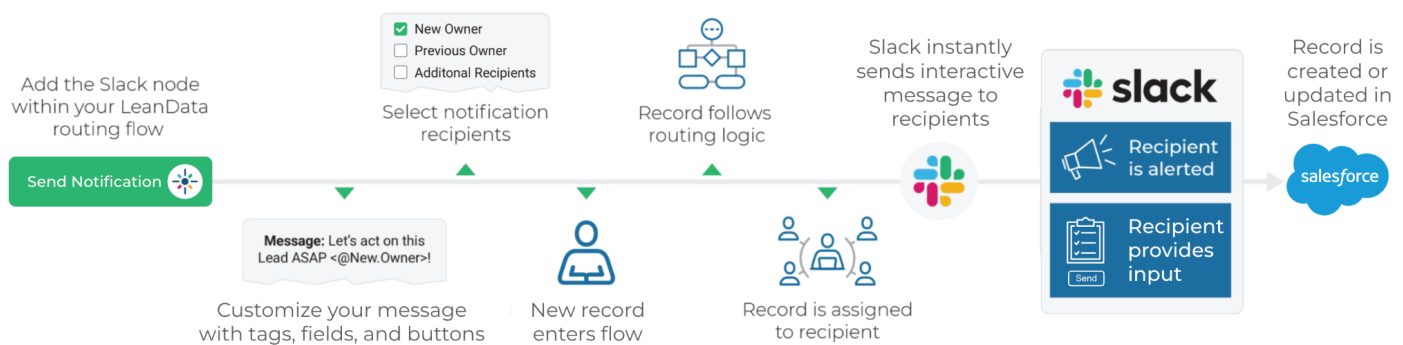 Add the Slack node
within your LeanData
routing flow
Send Notification
Message: Let's act on this
Lead ASAP <@New.Owner>!
Customize your message
with tags, fields, and buttons
New Owner
Previous Owner
Additonal Recipients
Select notification
recipients
New record
enters flow
Record follows
routing logic
Record is assigned
to recipient
Slack instantly
sends interactive
message to
recipients
slack
Recipient
is alerted
Recipient
provides
input
Send
Record is
created or
updated in
Salesforce
salesforce